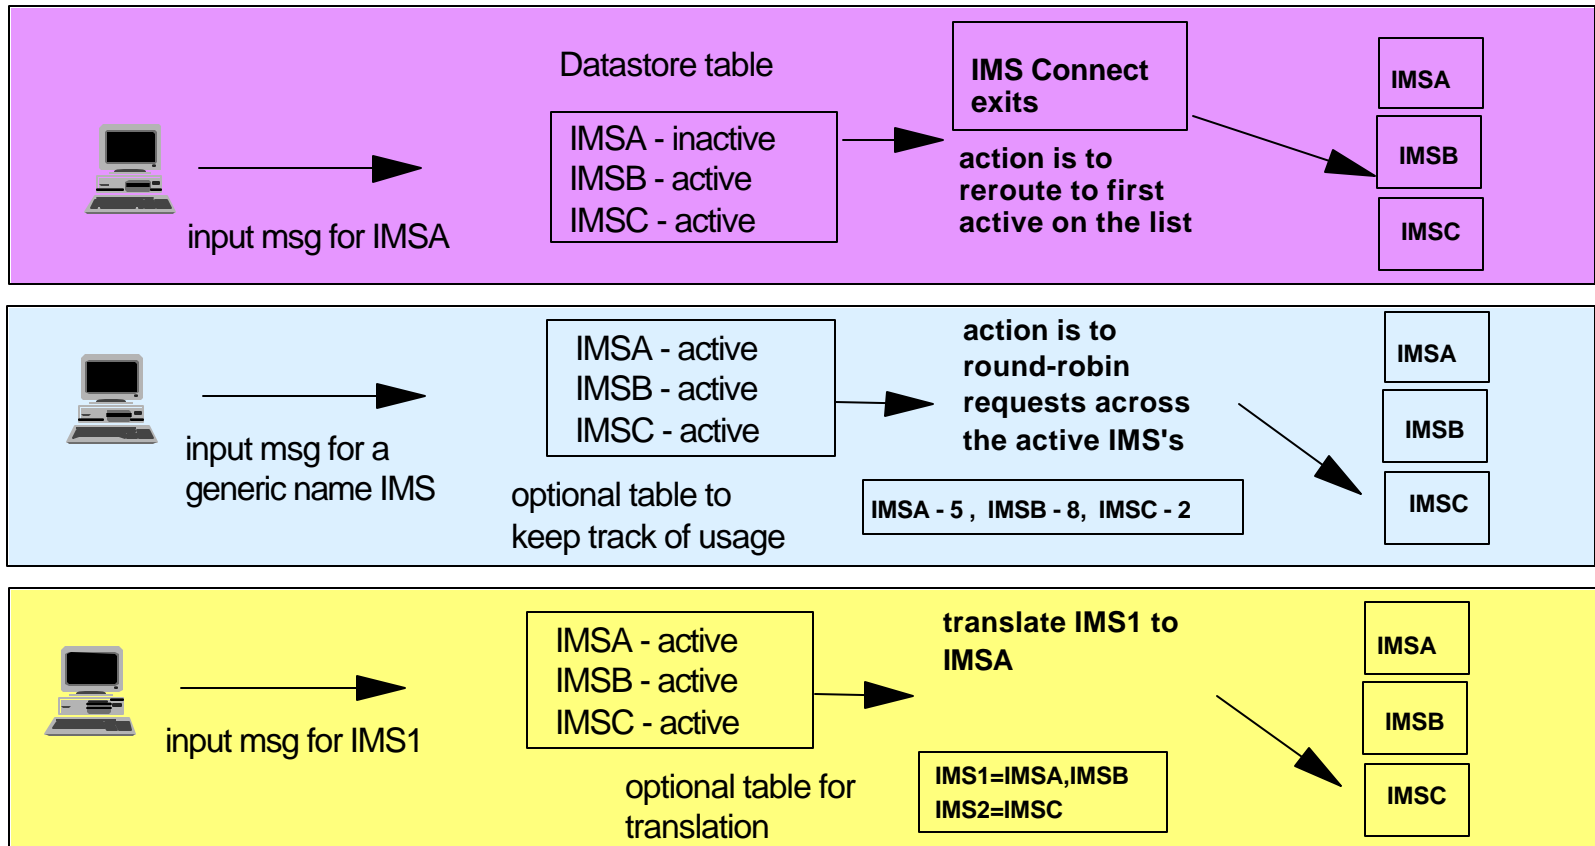 Datastore table
IMSA - inactive
IMSB - active
IMSC - active
input msg for IMSA
IMS Connect
exits
action is to
reroute to first
active on the list
IMSA
IMSB
IMSC
input msg for a
generic name IMS
IMSA - active
IMSB - active
IMSC - active
optional table to
keep track of usage
action is to
round-robin
requests across
the active IMS's
IMSA - 5 , IMSB - 8, IMSC - 2
IMSA
IMSB
IMSC
input msg for IMS1
IMSA - active
IMSB - active
IMSC - active
optional table for
translation
translate IMS1 to
IMSA
IMS1=IMSA,IMSB
IMS2=IMSC
IMSA
IMSB
IMSC